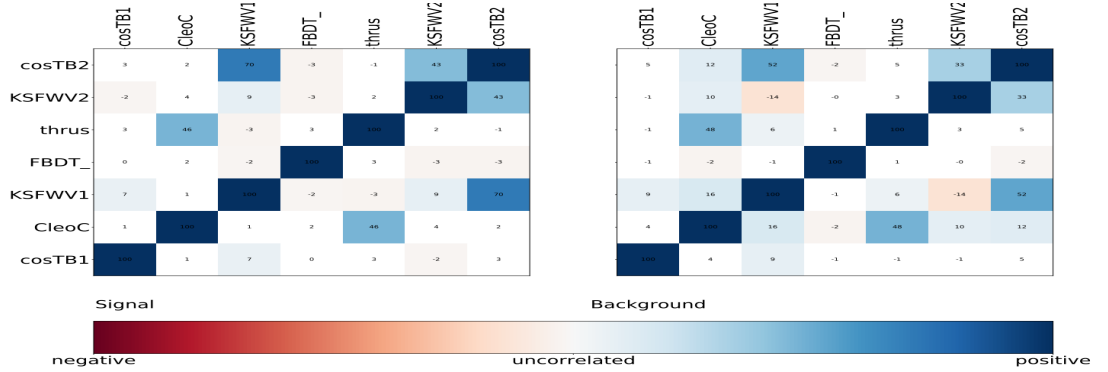 costTB1 CleoC KSFWV1 FBDT_ thrus KSFWV2 cosTB2 cosTB1 CleoC KSFWV1 FBDT_ thrus KSFWV2 cosTB2
cosTB2 3 2 70 -3 -1 43 100 5 12 52 -2 5 33 100
KSFWV2 -2 4 9 -3 2 100 43 -1 10 -14 -0 3 100 33
thrus 3 46 -3 3 100 2 -1 -1 48 6 1 100 3 5
FBDT_ 0 2 -2 100 3 -3 -3 -1 -2 -1 100 1 -0 -2
KSFWV1 7 1 100 -2 -3 9 70 9 16 100 -1 6 -14 52
CleoC 1 100 1 2 46 4 2 4 100 16 -2 48 10 12
cosTB1 100 1 7 0 3 -2 3 100 4 9 -1 -1 -1 5
Signal Background
negative uncorrelated positive